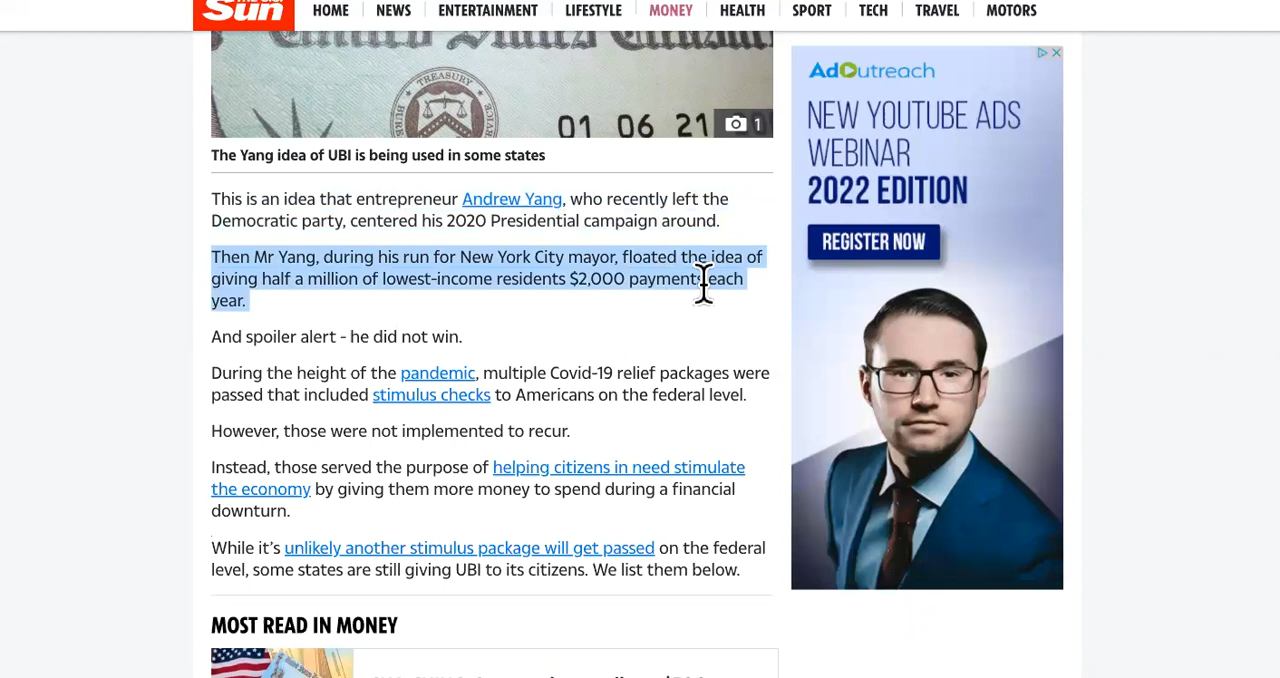 Sun
HOME
NEWS
ENTERTAINMENT
LIFESTYLE
MONEY
HEALTH
SPORT
TECH
TRAVEL
MOTORS
TREASURY
01 06 21
1
The Yang idea of UBI is being used in some states
This is an idea that entrepreneur Andrew Yang, who recently left the
Democratic party, centered his 2020 Presidential campaign around.
Then Mr Yang, during his run for New York City mayor, floated the idea of
giving half a million of lowest-income residents $2,000 payments each
year.
And spoiler alert - he did not win.
During the height of the pandemic, multiple Covid-19 relief packages were
passed that included stimulus checks to Americans on the federal level.
However, those were not implemented to recur.
Instead, those served the purpose of helping citizens in need stimulate
the economy by giving them more money to spend during a financial
downturn.
While it’s unlikely another stimulus package will get passed on the federal
level, some states are still giving UBI to its citizens. We list them below.
MOST READ IN MONEY
AdOutreach
NEW YOUTUBE ADS
WEBINAR
2022 EDITION
REGISTER NOW